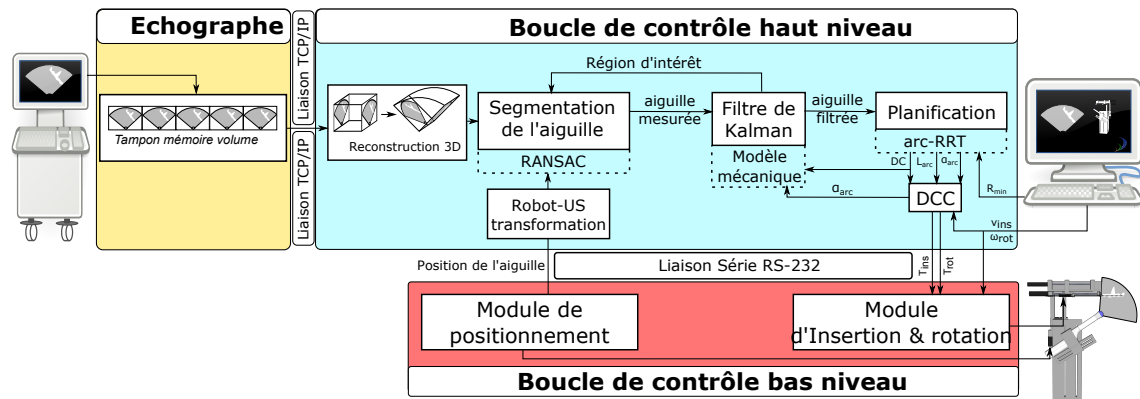 Echographe
Boucle de contrôle haut niveau
Liaison TCP/IP
Liaison TCP/IP
Tampon mémoire volume
Reconstruction 3D
Région d'intérêt
Segmentation
de l'aiguille
RANSAC
aiguille
mesurée
Filtre de
Kalman
Modèle
mécanique
aiguille
filtrée
Planification
arc-RRT
DC
Larc
αarc
αarc
DCC
Rmin
Robot-US
transformation
vins
ωrot
Position de l'aiguille
Liaison Série RS-232
Tins
Trot
Module de
positionnement
Module
d'Insertion & rotation
Boucle de contrôle bas niveau